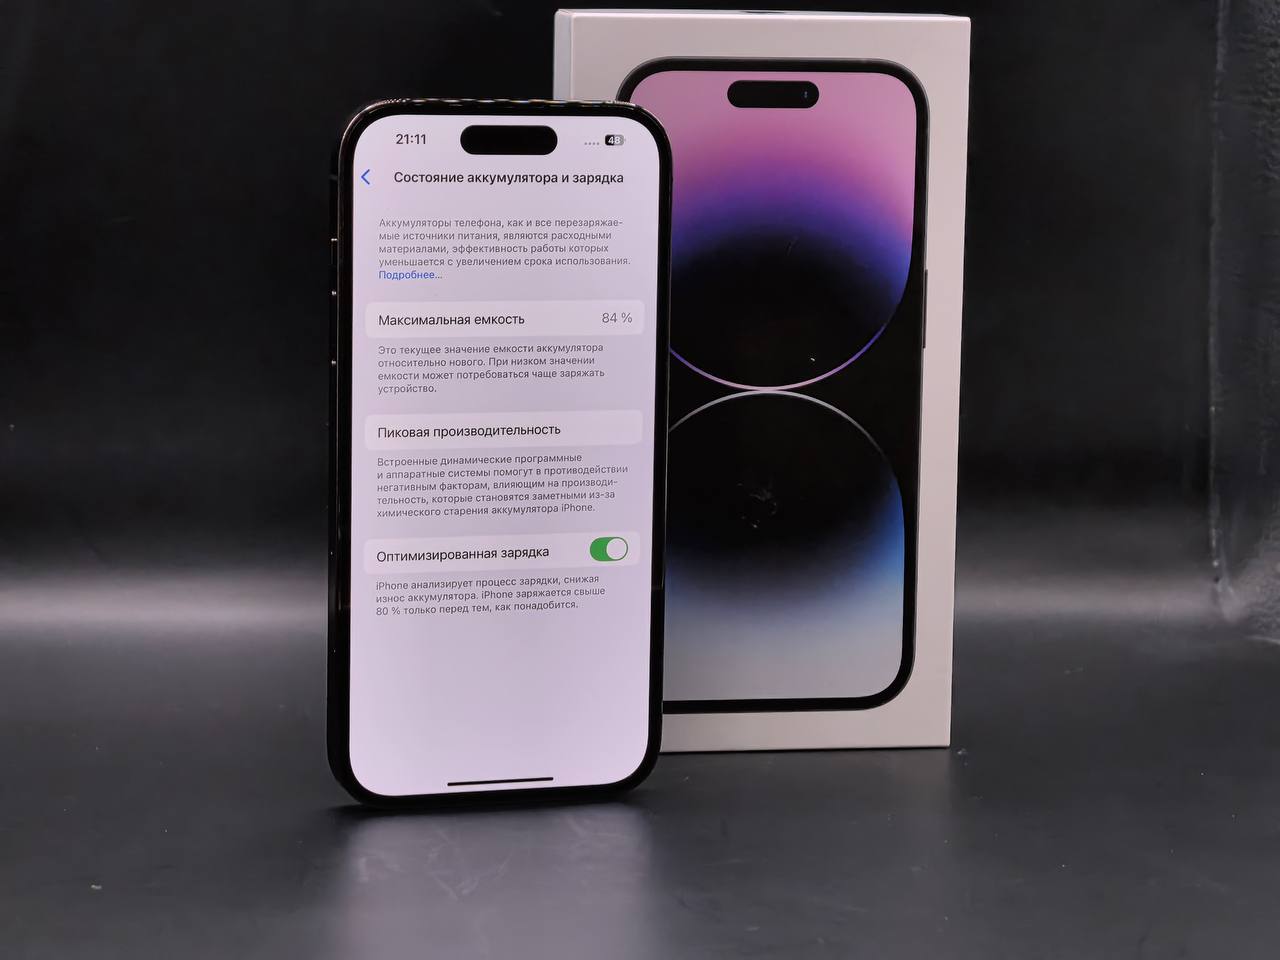 21:11
48
Состояние аккумулятора и зарядка
Аккумуляторы телефона, как и все перезаряжае-
мые источники питания, являются расходными
материалами, эффективность работы которых
уменьшается с увеличением срока использования.
Подробнее...
Максимальная емкость 84 %
Это текущее значение емкости аккумулятора
относительно нового. При низком значении
емкости может потребоваться чаще заряжать
устройство.
Пиковая производительность
Встроенные динамические программные
и аппаратные системы помогут в противодействии
негативным факторам, влияющим на производи-
тельность, которые становятся заметными из-за
химического старения аккумулятора iPhone.
Оптимизированная зарядка
iPhone анализирует процесс зарядки, снижая
износ аккумулятора. iPhone заряжается свыше
80 % только перед тем, как понадобится.